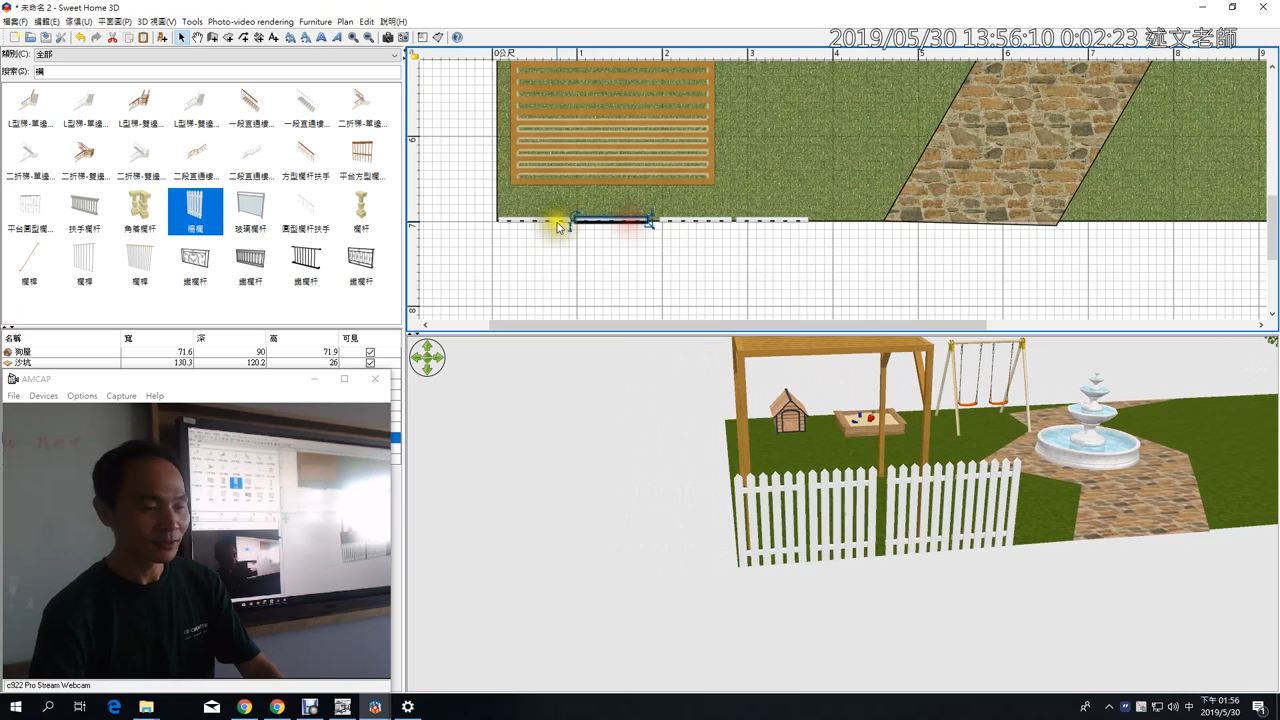 * 未命名 2 - Sweet Home 3D
檔案(F) 編輯(E) 傢俱(U) Tools 平面圖(P) 3D 視圖(V) Tools Photo-video rendering Furniture Plan Edit 說明(H)
2019/05/30 13:56:10 0:02:23 述文老師
類別(C): 全部
搜索(S): 欄
0公尺 1 2 3 4 5 6 7 8 9
6
7
8
L型梯-單邊... L型梯-單邊... L型梯-雙邊... L型梯-雙邊... 一段直通樓... 一段直通樓... 二折梯-單...
二折梯-單... 二折梯-雙邊... 二折梯-雙邊... 二段直通樓... 二段直通樓... 方型欄杆扶手 平台方型欄...
平台圓型欄... 扶手欄杆 角落欄杆 柵欄 玻璃欄杆 圓型欄杆扶手 欄杆
欄桿 欄桿 欄桿 鐵欄杆 鐵欄杆 鐵欄杆 鐵欄杆
名稱 寬 深 高 可見
狗屋 71.6 90 71.9
沙坑 130.3 120.2 26
AMCAP
File Devices Options Capture Help
c922 Pro Stream Webcam
中
下午 01:56
2019/5/30